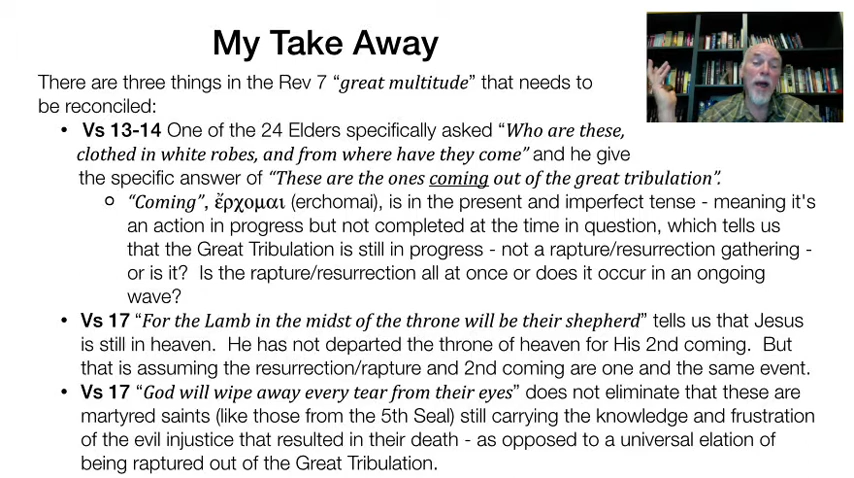 My Take Away
There are three things in the Rev 7 “great multitude” that needs to
be reconciled:
• Vs 13-14 One of the 24 Elders specifically asked “Who are these,
clothed in white robes, and from where have they come” and he give
the specific answer of “These are the ones coming out of the great tribulation”.
○ “Coming”, ἔρχομαι (erchomai), is in the present and imperfect tense - meaning it's
an action in progress but not completed at the time in question, which tells us
that the Great Tribulation is still in progress - not a rapture/resurrection gathering -
or is it? Is the rapture/resurrection all at once or does it occur in an ongoing
wave?
• Vs 17 “For the Lamb in the midst of the throne will be their shepherd” tells us that Jesus
is still in heaven. He has not departed the throne of heaven for His 2nd coming. But
that is assuming the resurrection/rapture and 2nd coming are one and the same event.
• Vs 17 “God will wipe away every tear from their eyes” does not eliminate that these are
martyred saints (like those from the 5th Seal) still carrying the knowledge and frustration
of the evil injustice that resulted in their death - as opposed to a universal elation of
being raptured out of the Great Tribulation.